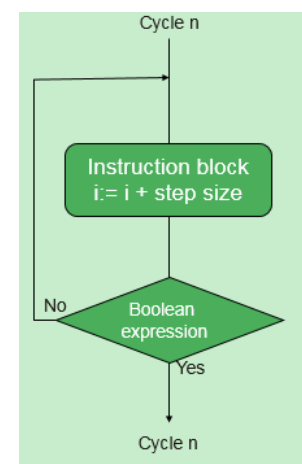 Cycle n
Instruction block
i:= i + step size
No
Boolean
expression
Yes
Cycle n